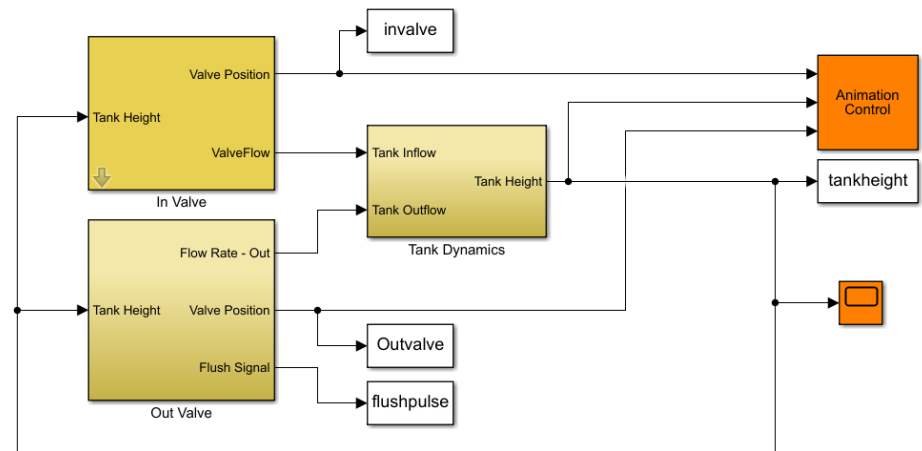 invalve
Valve Position
Tank Height
ValveFlow
In Valve
Animation
Control
Tank Inflow
Tank Height
Tank Outflow
Tank Dynamics
tankheight
Flow Rate - Out
Tank Height
Valve Position
Flush Signal
Out Valve
Outvalve
flushpulse